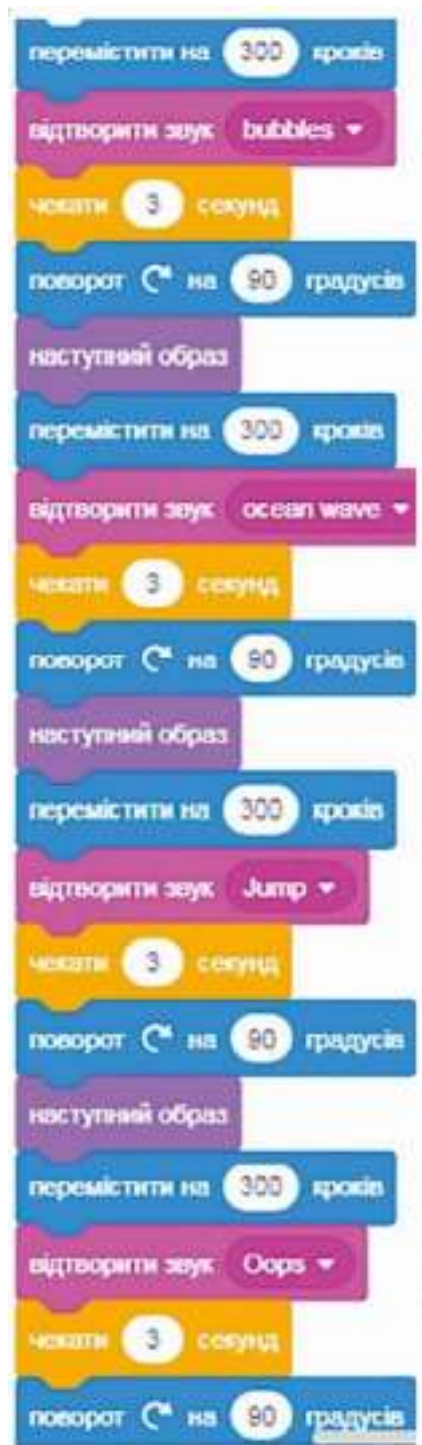 перемістити на 300 кроків
відтворити звук bubbles
чекати 3 секунд
поворот на 90 градусів
наступний образ
перемістити на 300 кроків
відтворити звук ocean wave
чекати 3 секунд
поворот на 90 градусів
наступний образ
перемістити на 300 кроків
відтворити звук Jump
чекати 3 секунд
поворот на 90 градусів
наступний образ
перемістити на 300 кроків
відтворити звук Oops
чекати 3 секунд
поворот на 90 градусів